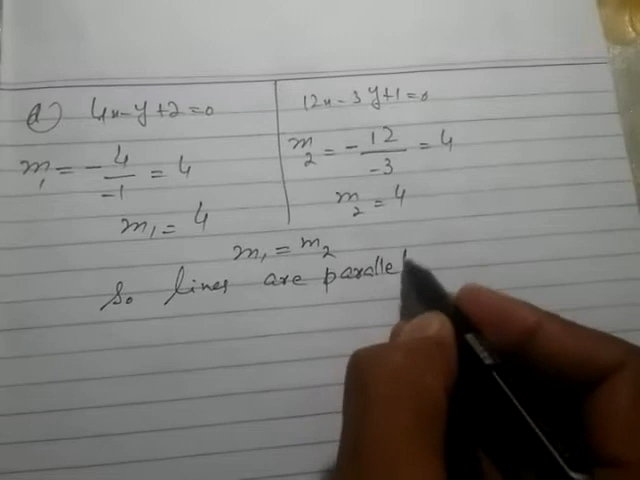 d) 4x-y+2=0
m₁ = -4/-1 = 4
m₁ = 4
12x-3y+1=0
m₂ = -12/-3 = 4
m₂ = 4
m₁ = m₂
So lines are parallel